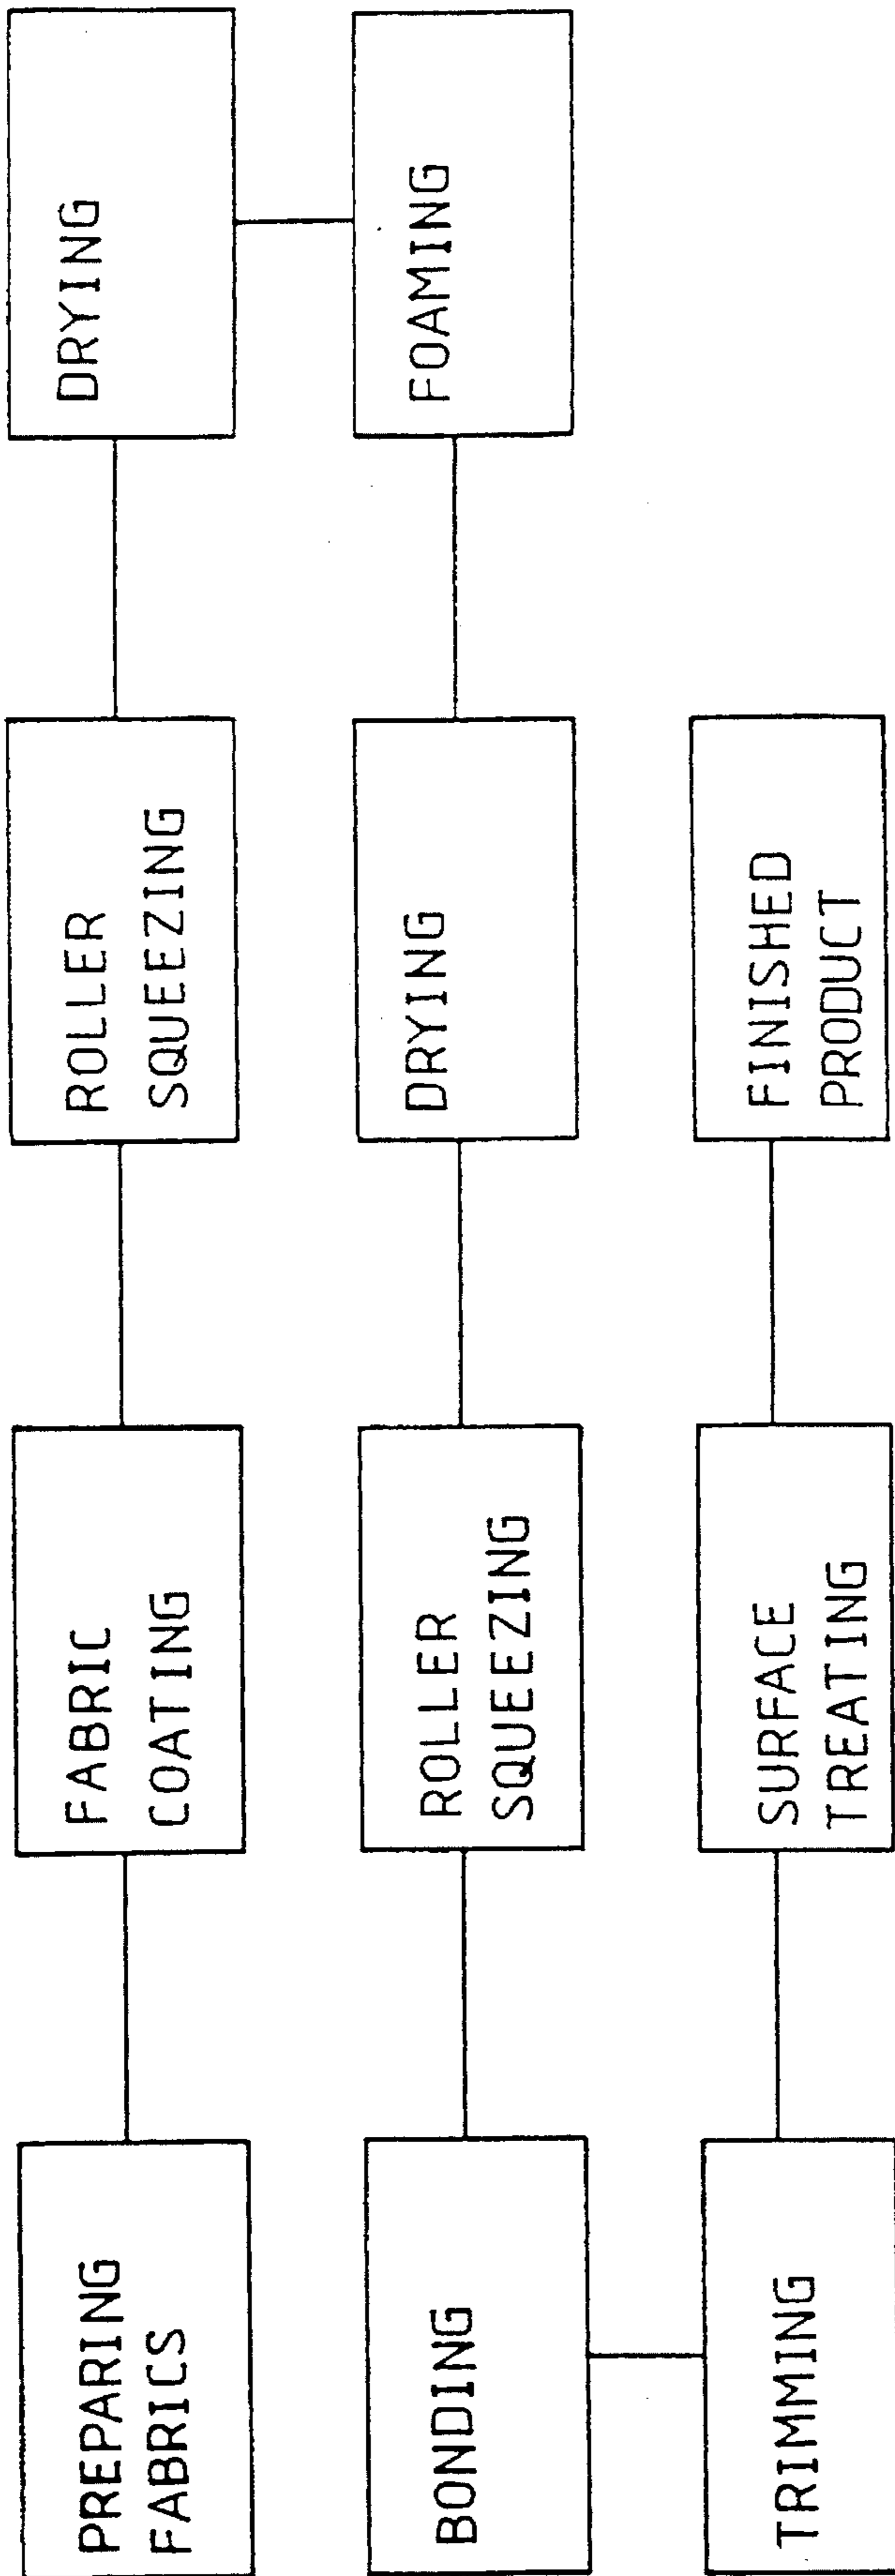 PREPARING
FABRICS
FABRIC
COATING
ROLLER
SQUEEZING
DRYING
FOAMING
DRYING
ROLLER
SQUEEZING
BONDING
TRIMMING
SURFACE
TREATING
FINISHED
PRODUCT